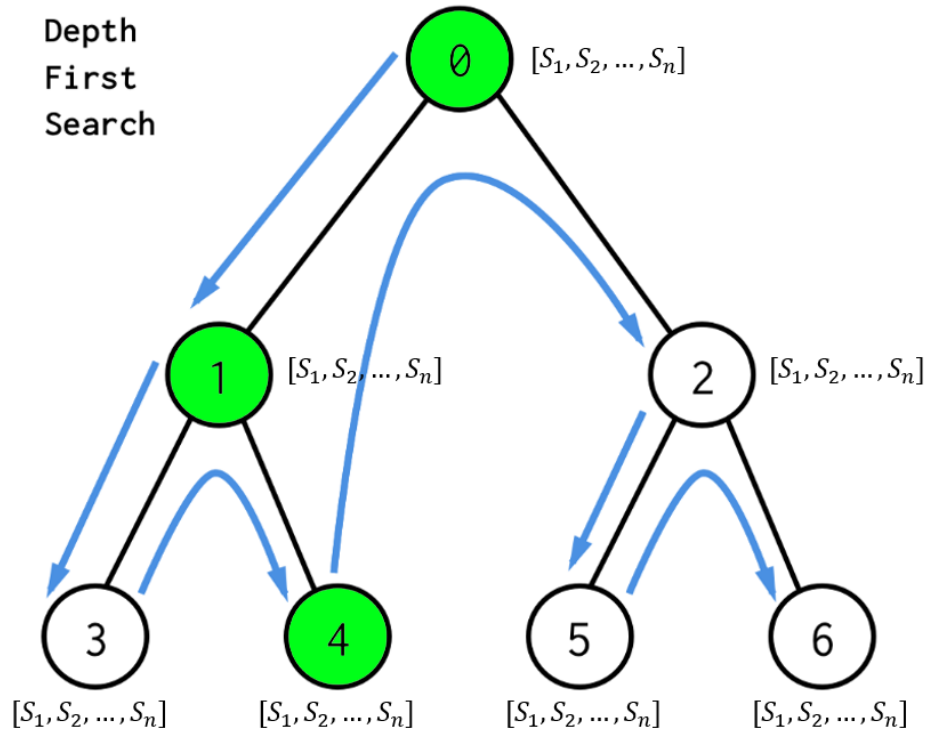 Depth
First
Search
0
[S₁, S₂, ..., Sₙ]
1
[S₁, S₂, ..., Sₙ]
2
[S₁, S₂, ..., Sₙ]
3
4
5
6
[S₁, S₂, ..., Sₙ]
[S₁, S₂, ..., Sₙ]
[S₁, S₂, ..., Sₙ]
[S₁, S₂, ..., Sₙ]